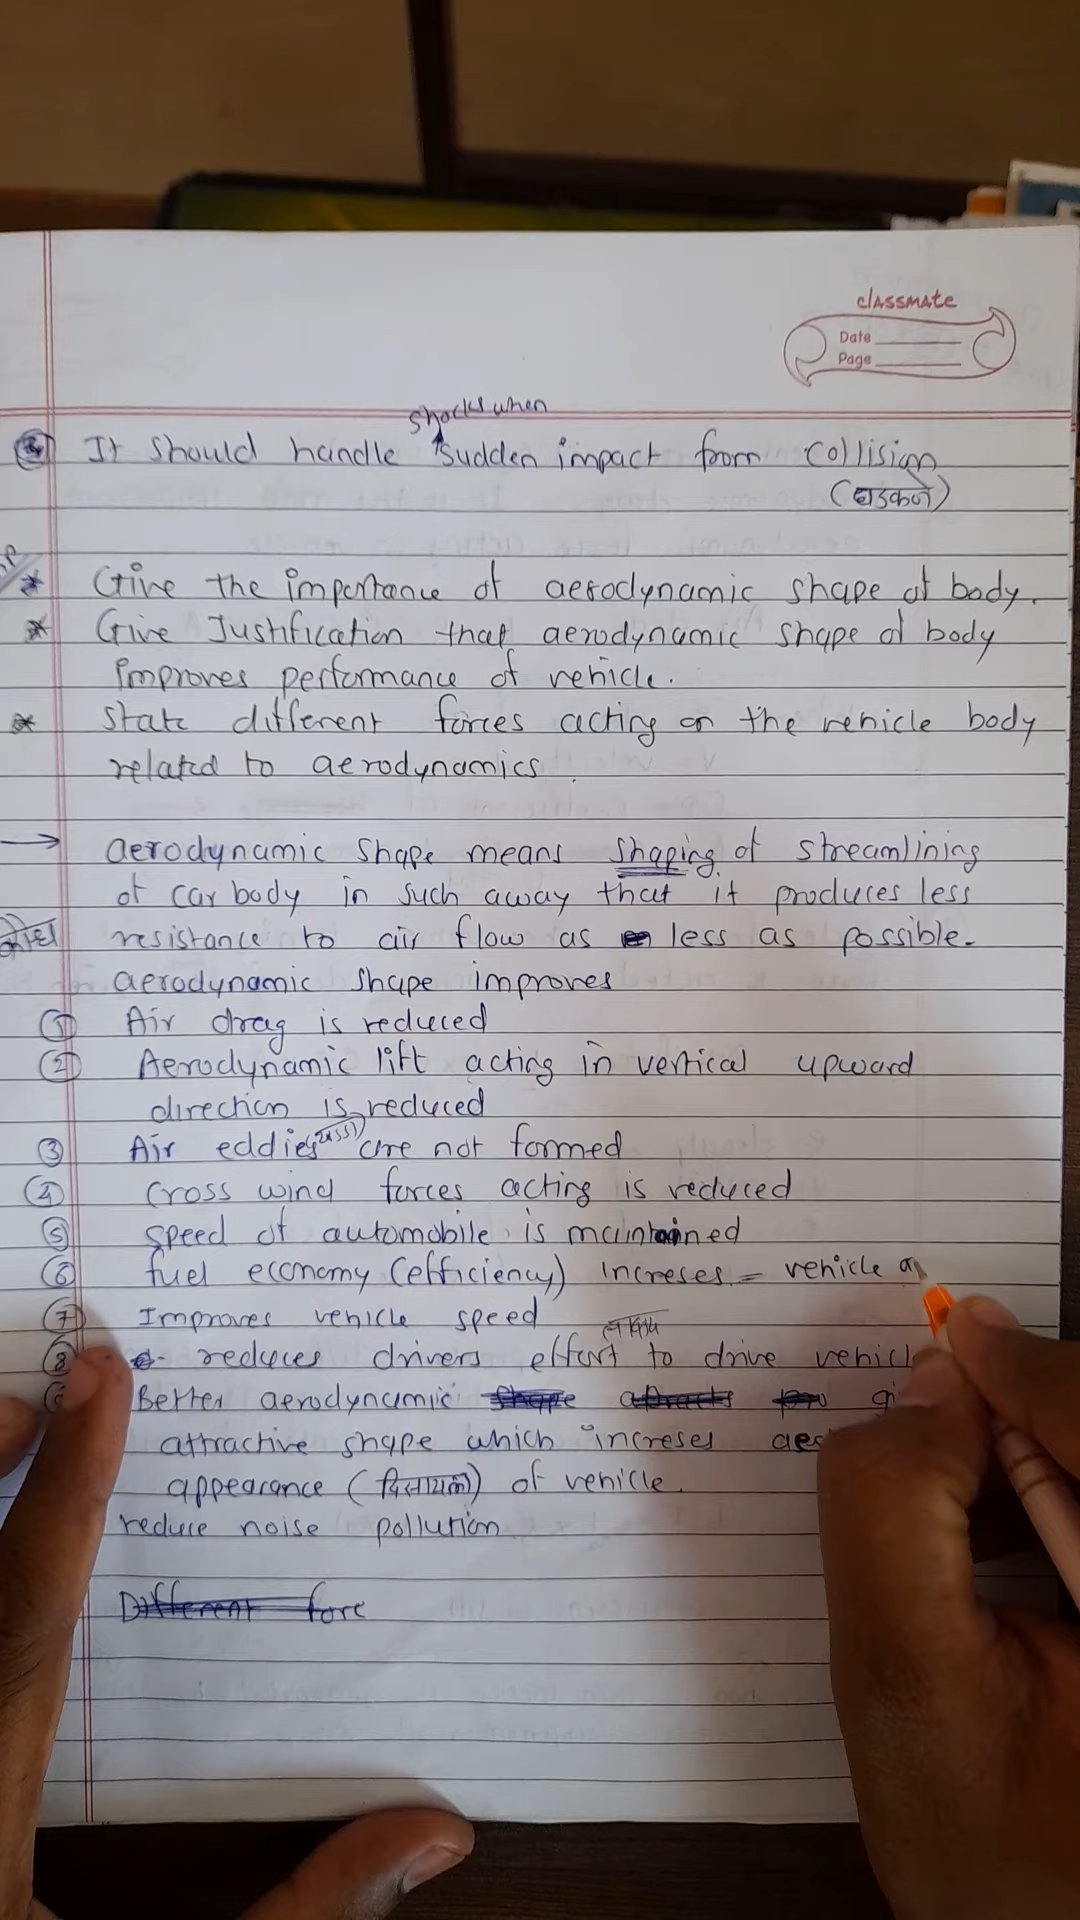 classmate
Date
Page
shocks when
It should handle sudden impact from collision
(धडकने)
* Give the importance of aerodynamic shape of body.
* Give Justification that aerodynamic shape of body
improves performance of vehicle.
* State different forces acting on the vehicle body
related to aerodynamics.
→ aerodynamic shape means shaping of streamlining
of car body in such away that it produces less
resistance to air flow as less as possible.
aerodynamic shape improves
① Air drag is reduced
② Aerodynamic lift acting in vertical upward
direction is reduced
③ Air eddies are not formed
④ cross wind forces acting is reduced
⑤ speed of automobile is maintained
⑥ fuel economy (efficiency) increses = vehicle
⑦ Improves vehicle speed
⑧ reduces drivers effort to drive vehicl
Better aerodynamic shape gi
attractive shape which increses aes
appearance of vehicle.
reduce noise pollution
Different forc